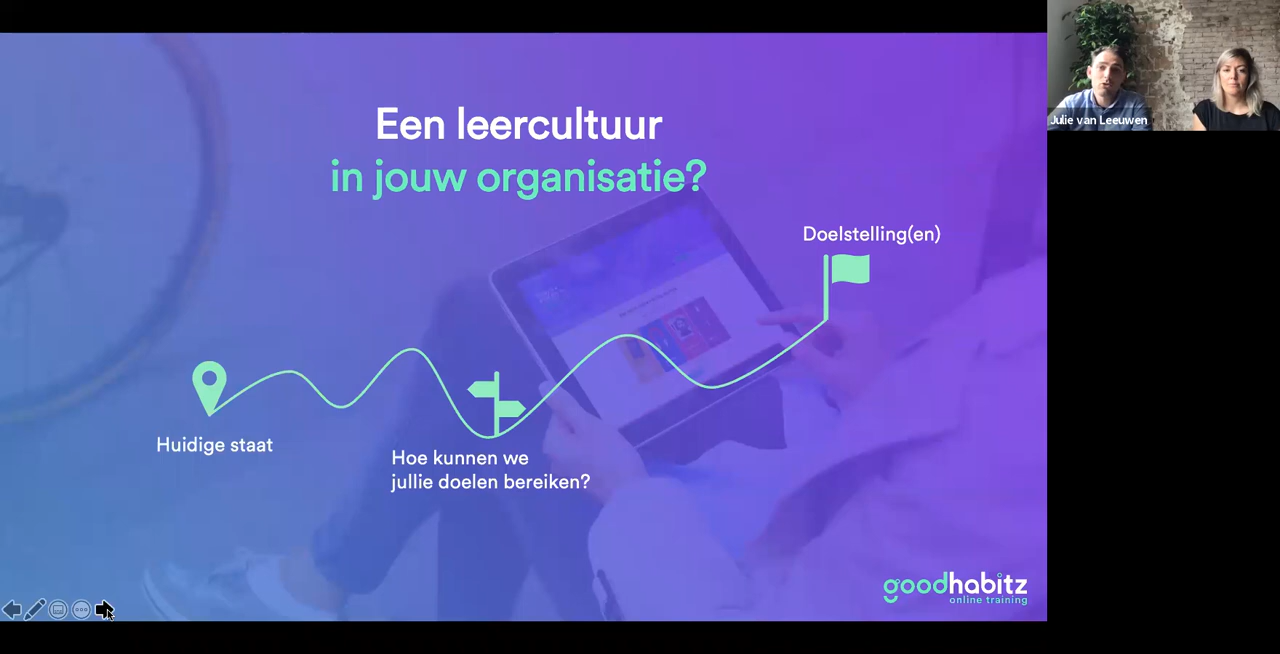 Een leercultuur
in jouw organisatie?
Julie van Leeuwen
Doelstelling(en)
Huidige staat
Hoe kunnen we
jullie doelen bereiken?
goodhabitz
online training